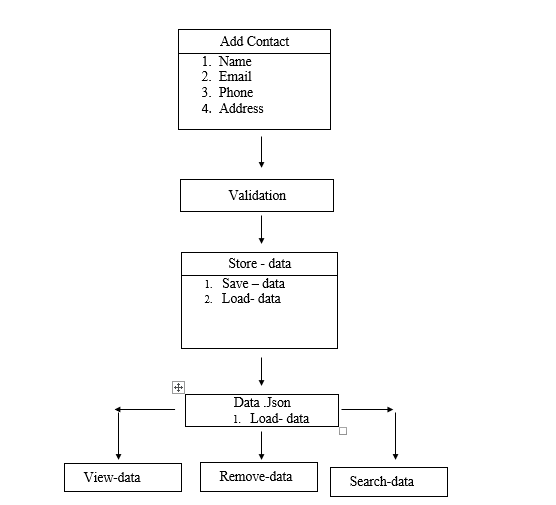 Add Contact
1. Name
2. Email
3. Phone
4. Address
Validation
Store - data
1. Save – data
2. Load- data
Data .Json
1. Load- data
View-data
Remove-data
Search-data